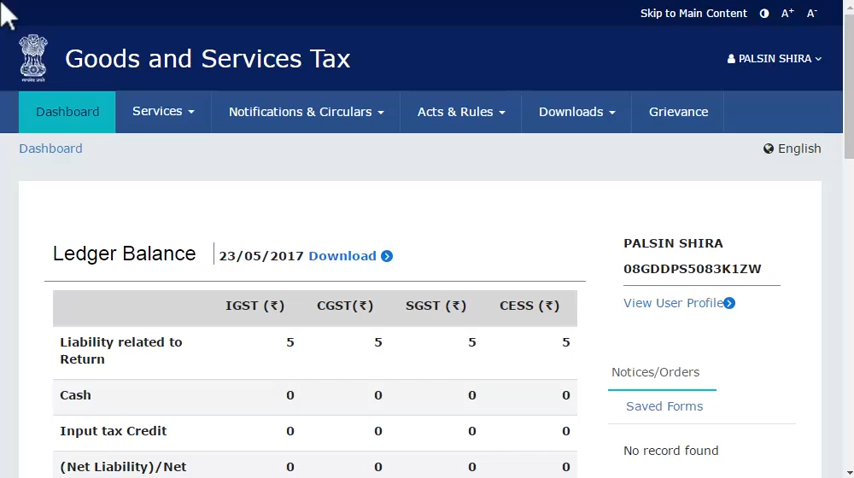 Skip to Main Content A+ A-
Goods and Services Tax
PALSIN SHIRA
Dashboard Services Notifications & Circulars Acts & Rules Downloads Grievance
Dashboard English
Ledger Balance 23/05/2017 Download
IGST (₹) CGST(₹) SGST (₹) CESS (₹)
Liability related to
Return 5 5 5 5
Cash 0 0 0 0
Input tax Credit 0 0 0 0
(Net Liability)/Net 0 0 0 0
PALSIN SHIRA
08GDDPS5083K1ZW
View User Profile
Notices/Orders
Saved Forms
No record found